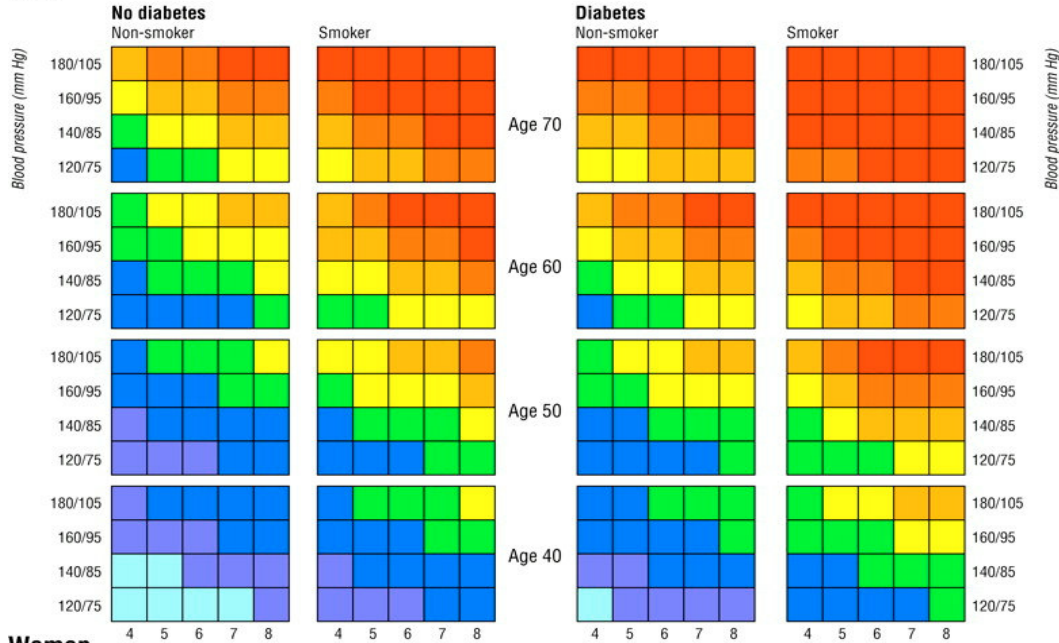 No diabetes Diabetes
Non-smoker Smoker Non-smoker Smoker
Blood pressure (mm Hg)
Blood pressure (mm Hg)
180/105 180/105
160/95 160/95
Age 70
140/85 140/85
120/75 120/75
180/105 180/105
160/95 160/95
Age 60
140/85 140/85
120/75 120/75
180/105 180/105
160/95 160/95
Age 50
140/85 140/85
120/75 120/75
180/105 180/105
160/95 160/95
Age 40
140/85 140/85
120/75 120/75
4 5 6 7 8 4 5 6 7 8 4 5 6 7 8 4 5 6 7 8